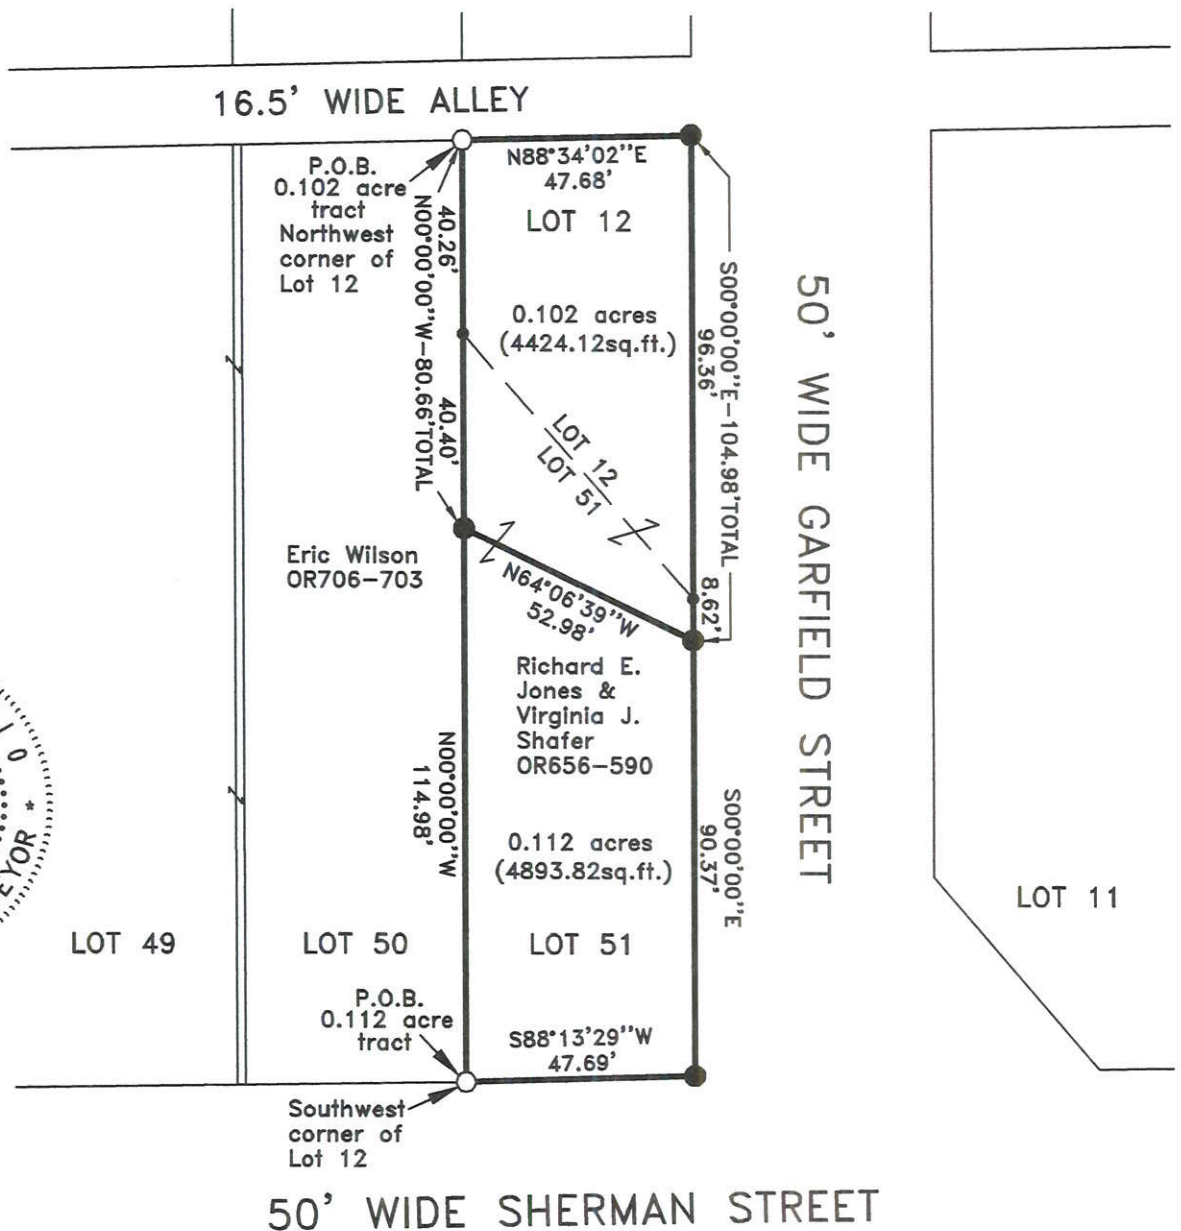 16.5' WIDE ALLEY
P.O.B.
0.102 acre
tract
Northwest
corner of
Lot 12
N88°34'02"E
47.68'
LOT 12
40.26'
N00°00'00"W-80.66'TOTAL
40.40'
0.102 acres
(4424.12sq.ft.)
S00°00'00"E-104.98'TOTAL
96.36'
8.62'
50' WIDE GARFIELD STREET
LOT 12
LOT 51
Eric Wilson
OR706-703
N64°06'39"W
52.98'
Richard E.
Jones &
Virginia J.
Shafer
OR656-590
N00°00'00"W
114.98'
0.112 acres
(4893.82sq.ft.)
S00°00'00"E
90.37'
LOT 49
LOT 50
LOT 51
LOT 11
P.O.B.
0.112 acre
tract
S88°13'29"W
47.69'
Southwest
corner of
Lot 12
50' WIDE SHERMAN STREET